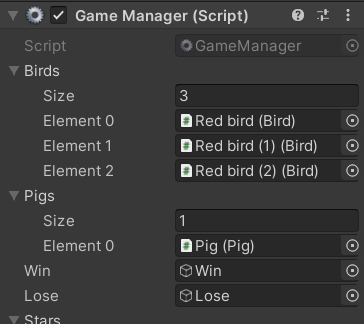 Game Manager (Script)
Script GameManager
Birds
Size 3
Element 0 Red bird (Bird)
Element 1 Red bird (1) (Bird)
Element 2 Red bird (2) (Bird)
Pigs
Size 1
Element 0 Pig (Pig)
Win Win
Lose Lose
Stars